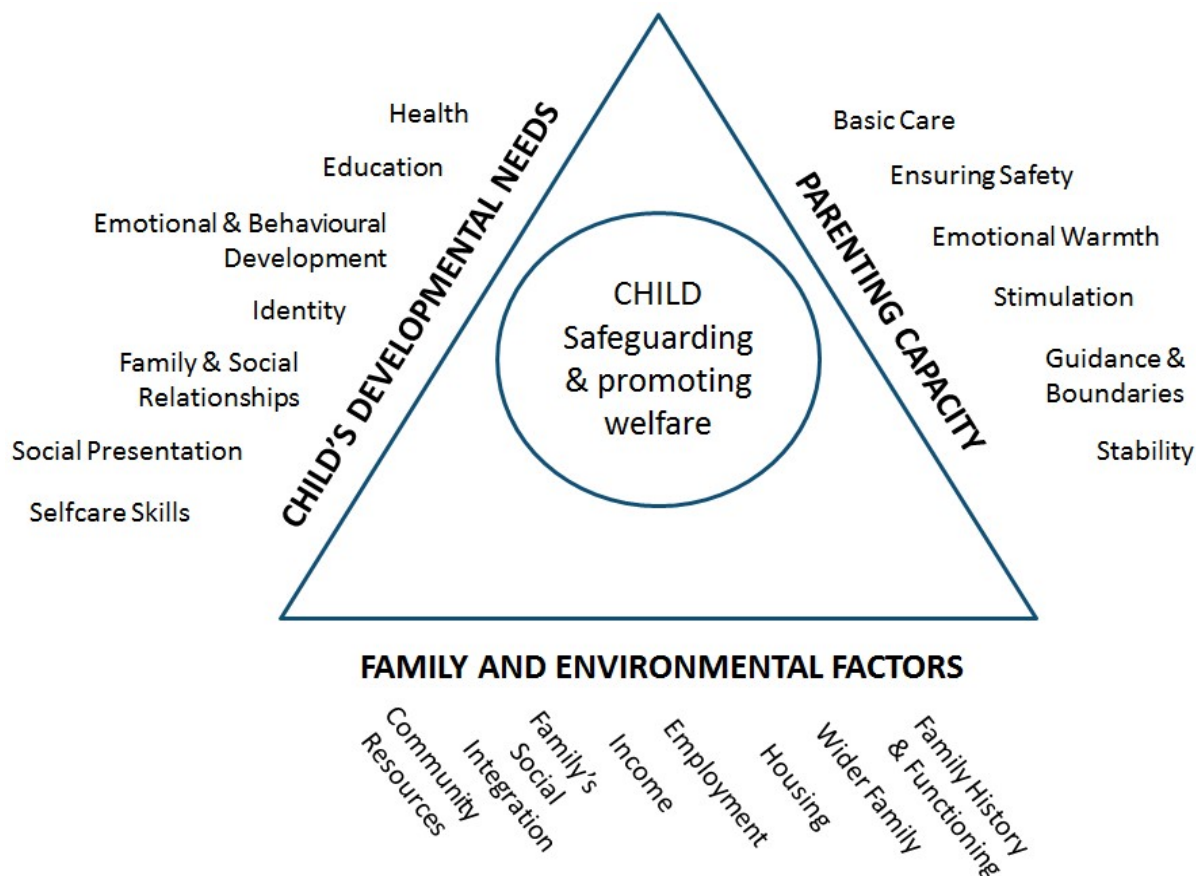 Health
Education
Emotional & Behavioural
Development
Identity
Family & Social
Relationships
Social Presentation
Selfcare Skills
CHILD'S DEVELOPMENTAL NEEDS
CHILD
Safeguarding
& promoting
welfare
PARENTING CAPACITY
Basic Care
Ensuring Safety
Emotional Warmth
Stimulation
Guidance &
Boundaries
Stability
FAMILY AND ENVIRONMENTAL FACTORS
Community
Resources
Family's
Social
Integration
Income
Employment
Housing
Wider Family
Family History
& Functioning